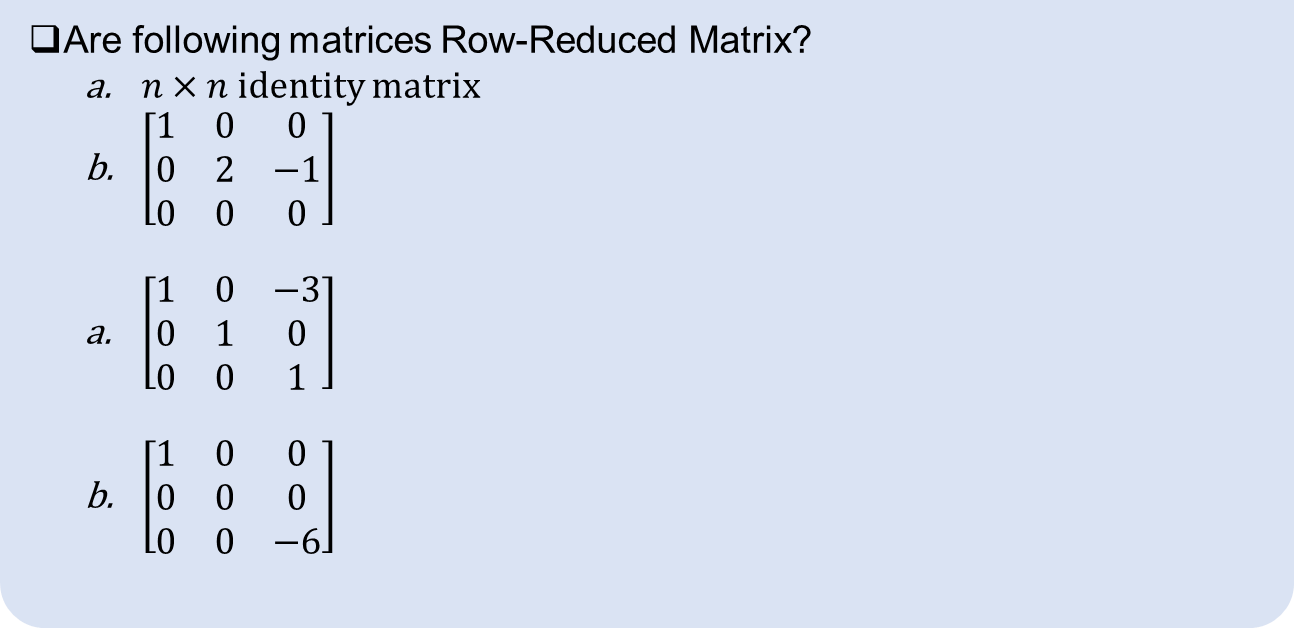 ❑Are following matrices Row-Reduced Matrix?
a. n × n identity matrix
b. [1 0 0
0 2 −1
0 0 0]
a. [1 0 −3
0 1 0
0 0 1]
b. [1 0 0
0 0 0
0 0 −6]